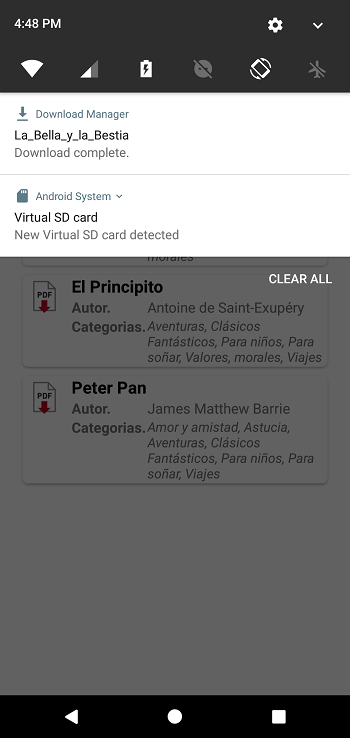 4:48 PM
Download Manager
La_Bella_y_la_Bestia
Download complete.
Android System
Virtual SD card
New Virtual SD card detected
morales
CLEAR ALL
PDF
El Principito
Autor. Antoine de Saint-Exupéry
Categorias. Aventuras, Clásicos
Fantásticos, Para niños, Para
soñar, Valores, morales, Viajes
PDF
Peter Pan
Autor. James Matthew Barrie
Categorias. Amor y amistad, Astucia,
Aventuras, Clásicos
Fantásticos, Para niños, Para
soñar, Viajes